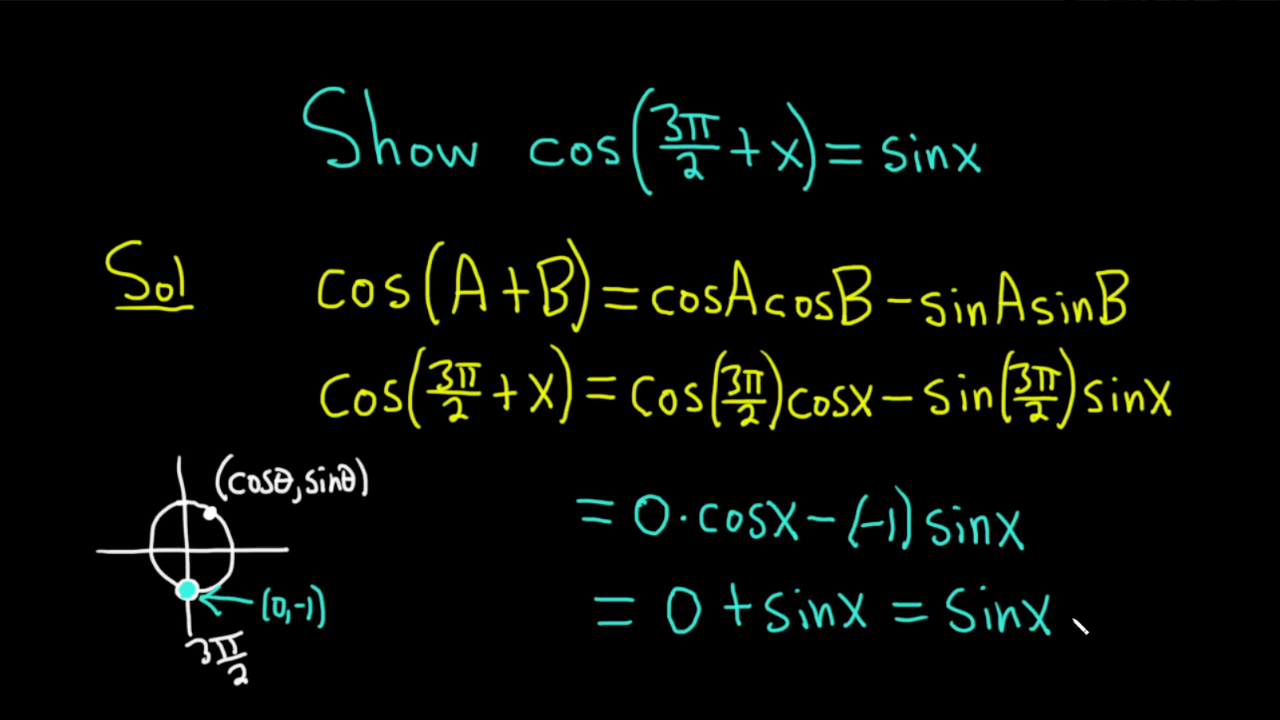 Show cos(3π/2 + x) = sinx
Sol cos(A+B) = cosAcosB - sinAsinB
cos(3π/2 + x) = cos(3π/2)cosx - sin(3π/2)sinx
(cosθ, sinθ)
= 0·cosx - (-1)sinx
(0,-1)
= 0 + sinx = sinx
3π/2